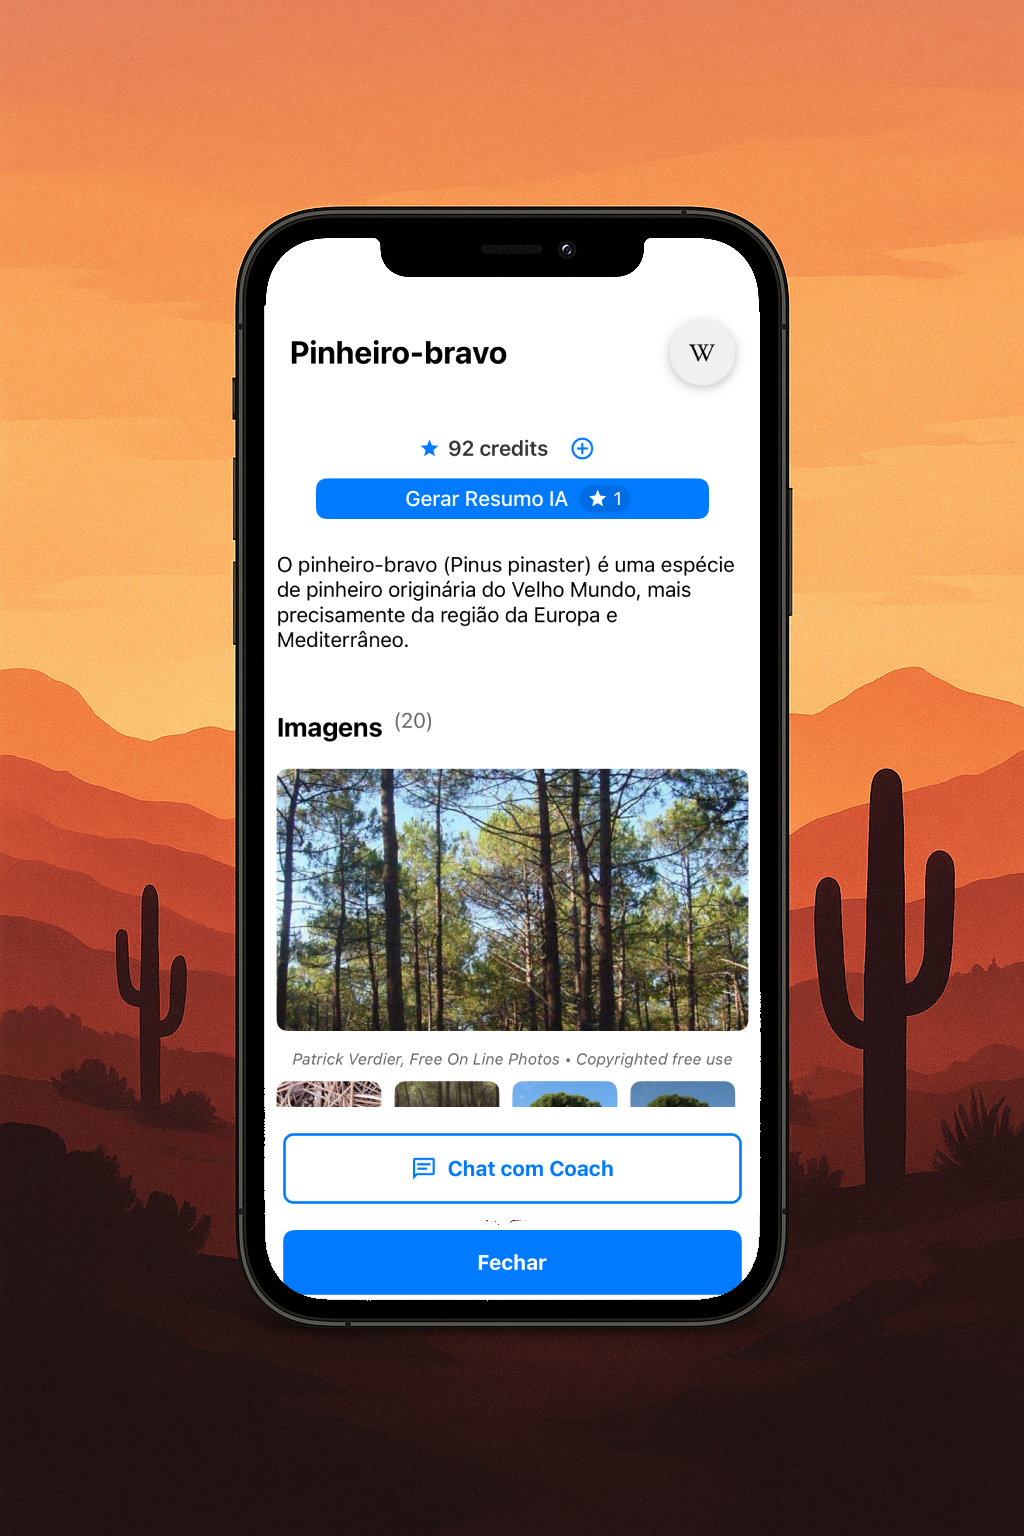 Pinheiro-bravo
W
92 credits
Gerar Resumo IA 1
O pinheiro-bravo (Pinus pinaster) é uma espécie
de pinheiro originária do Velho Mundo, mais
precisamente da região da Europa e
Mediterrâneo.
Imagens (20)
Patrick Verdier, Free On Line Photos • Copyrighted free use
Chat com Coach
Fechar